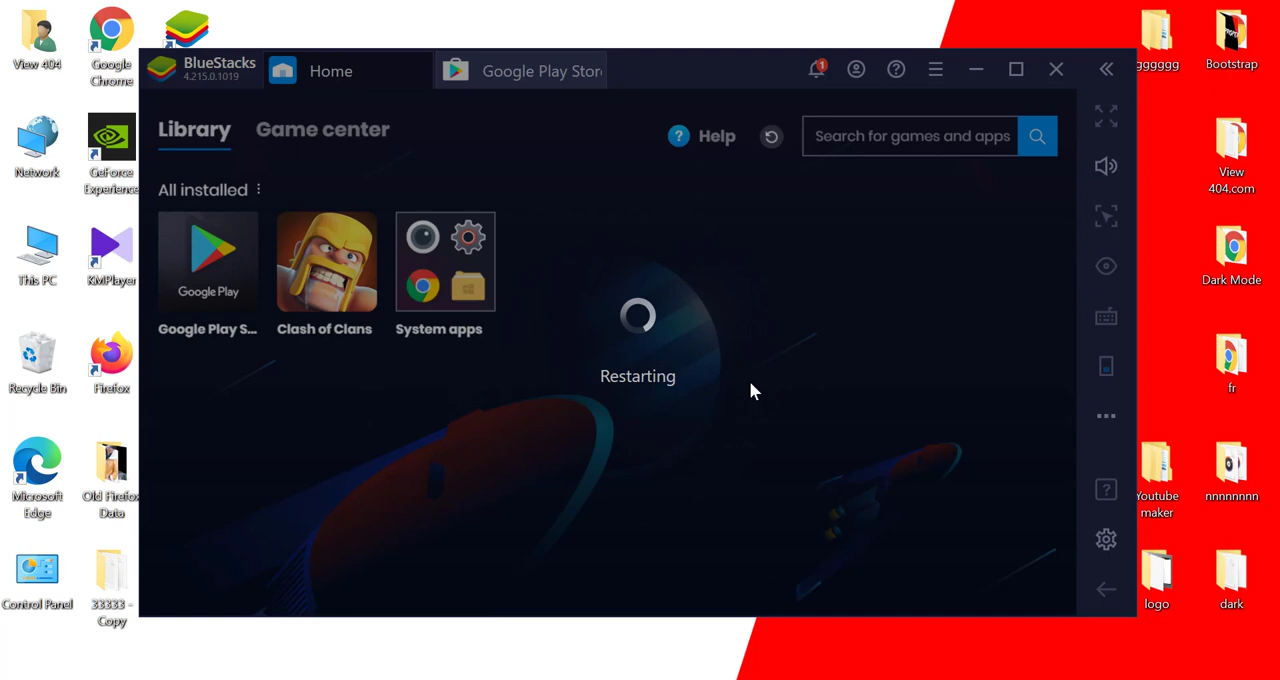 View 404
Google
Chrome
BlueStacks
4.215.0.1019
Home
Google Play Stor
1
gggggg
Bootstrap
Library
Game center
? Help
Search for games and apps
Network
GeForce
Experience
View
404.com
All installed
Google Play
Google Play S...
Clash of Clans
System apps
This PC
KMPlayer
Dark Mode
Restarting
Recycle Bin
Firefox
fr
Microsoft
Edge
Old Firefox
Data
Youtube
maker
nnnnnnnn
Control Panel
33333 -
Copy
logo
dark